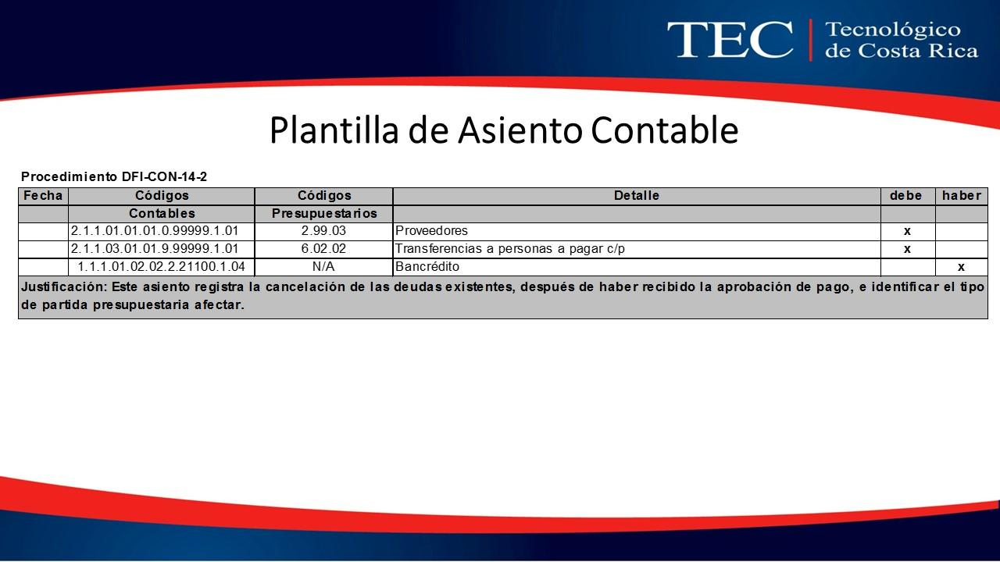 TEC Tecnológico
de Costa Rica
Plantilla de Asiento Contable
Procedimiento DFI-CON-14-2
Fecha Códigos Códigos Detalle debe haber
Contables Presupuestarios
2.1.1.01.01.01.0.99999.1.01 2.99.03 Proveedores x
2.1.1.03.01.01.9.99999.1.01 6.02.02 Transferencias a personas a pagar c/p x
1.1.1.01.02.02.2.21100.1.04 N/A Bancrédito x
Justificación: Este asiento registra la cancelación de las deudas existentes, después de haber recibido la aprobación de pago, e identificar el tipo
de partida presupuestaria afectar.